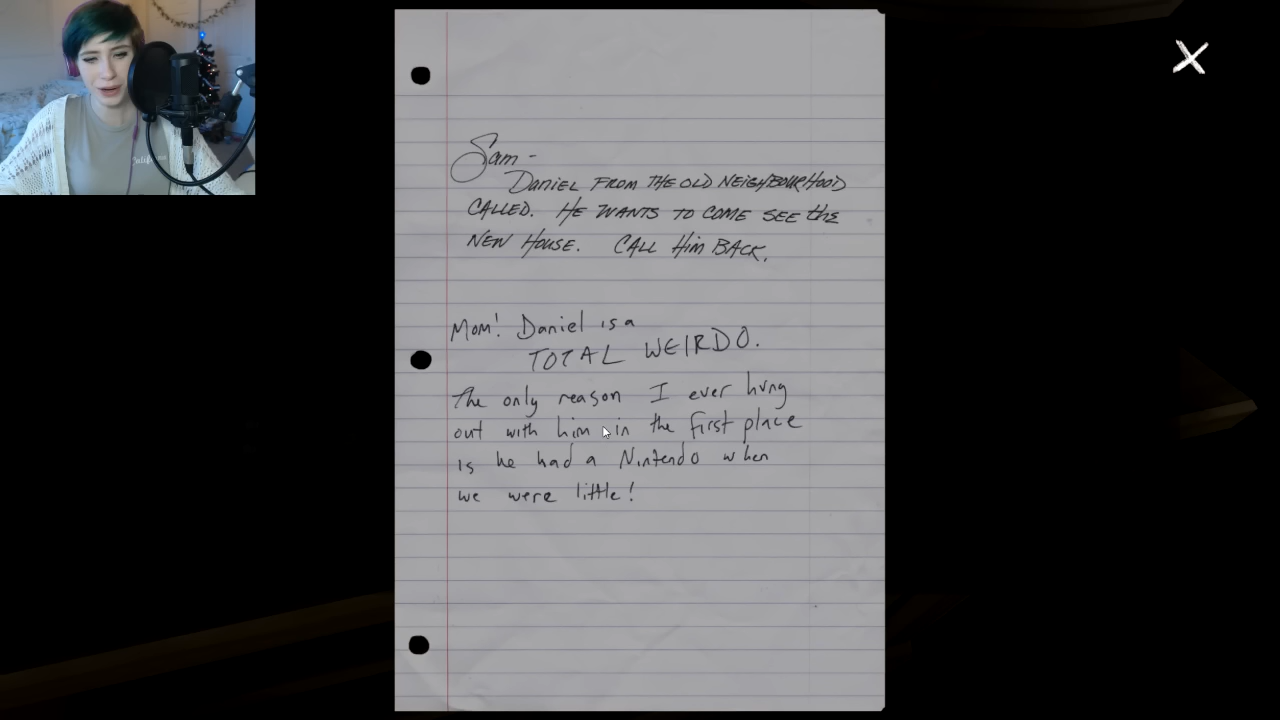 Sam -
DANIEL FROM THE OLD NEIGHBOURHOOD
CALLED. HE WANTS TO COME SEE the
NEW HOUSE. CALL HIM BACK.
Mom! Daniel is a
TOTAL WEIRDO.
The only reason I ever hung
out with him in the first place
is he had a Nintendo when
we were little!